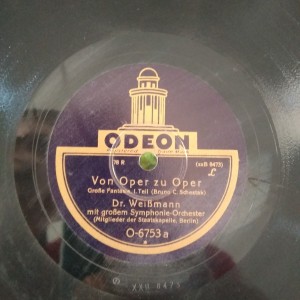 ODEON
76 R
(xxB 8473)
Von Oper zu Oper
Große Fantasie. I. Teil (Bruno C. Schestak)
L
Dr. Weißmann
mit großem Symphonie-Orchester
(Mitglieder der Staatskapelle, Berlin)
O-6753 a